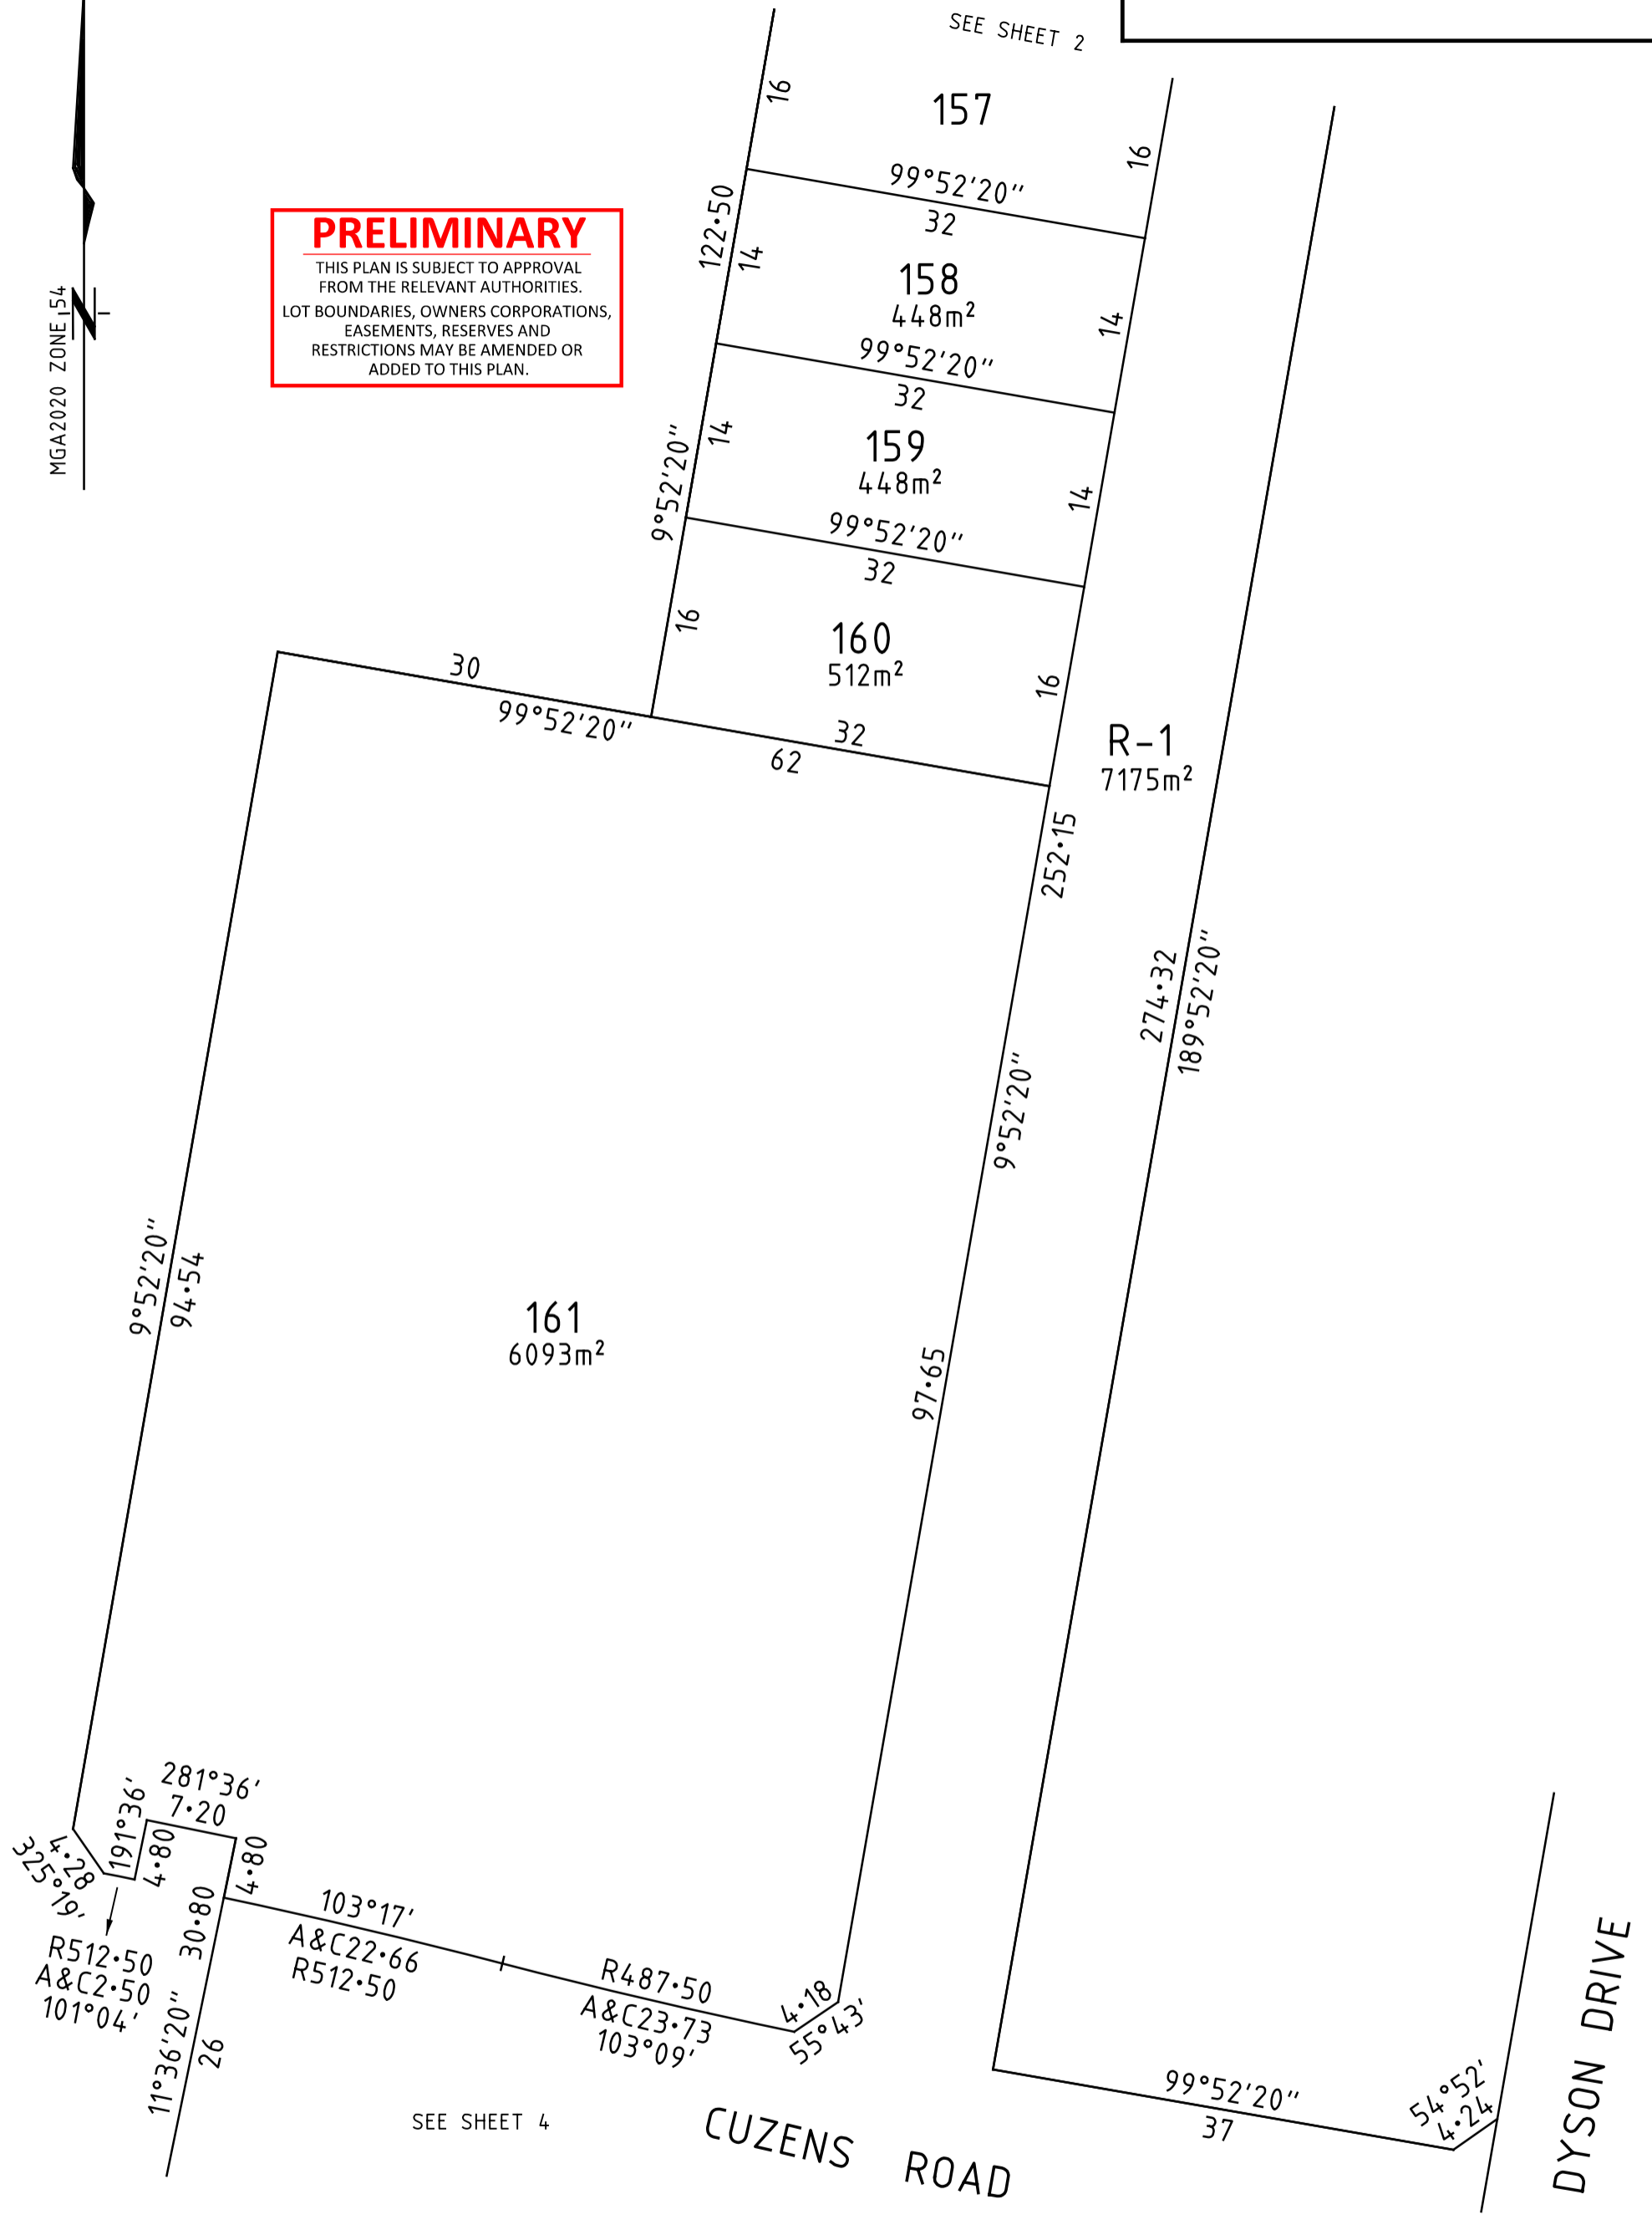 SEE SHEET 2
157
16
16
99°52'20"
32
122·50
14
158
448m²
14
99°52'20"
32
MGA2020 ZONE 54
N
PRELIMINARY
THIS PLAN IS SUBJECT TO APPROVAL
FROM THE RELEVANT AUTHORITIES.
LOT BOUNDARIES, OWNERS CORPORATIONS,
EASEMENTS, RESERVES AND
RESTRICTIONS MAY BE AMENDED OR
ADDED TO THIS PLAN.
9°52'20"
14
159
448m²
14
99°52'20"
32
16
160
512m²
16
30
99°52'20"
32
62
R-1
7175m²
252·15
274·32
189°52'20"
9°52'20"
9°52'20"
94·54
161
6093m²
97·65
281°36'
7·20
191°36'
4·80
4·80
4·28
325°19'
R512·50
A&C2·50
101°04'
30·80
11°36'20"
26
103°17'
A&C22·66
R512·50
R487·50
A&C23·73
103°09'
4·18
55°43'
SEE SHEET 4
CUZENS ROAD
99°52'20"
37
54°52'
4·24
DYSON DRIVE